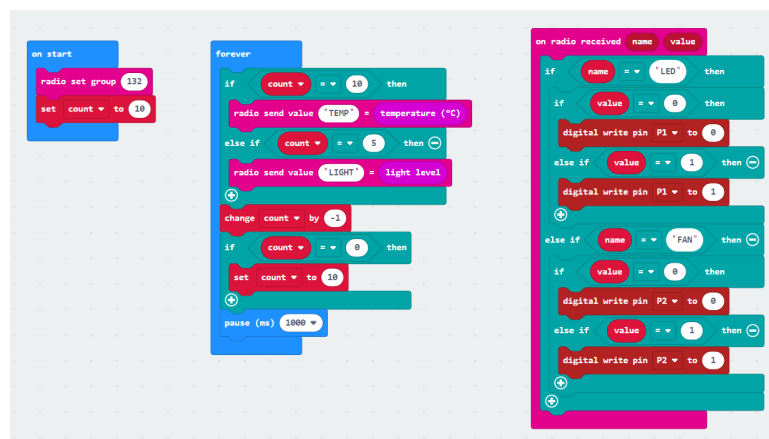 on start
radio set group 132
set count to 10
forever
if count = 10 then
radio send value "TEMP" = temperature (°C)
else if count = 5 then
radio send value "LIGHT" = light level
change count by -1
if count = 0 then
set count to 10
pause (ms) 1000
on radio received name value
if name = "LED" then
if value = 0 then
digital write pin P1 to 0
else if value = 1 then
digital write pin P1 to 1
else if name = "FAN" then
if value = 0 then
digital write pin P2 to 0
else if value = 1 then
digital write pin P2 to 1